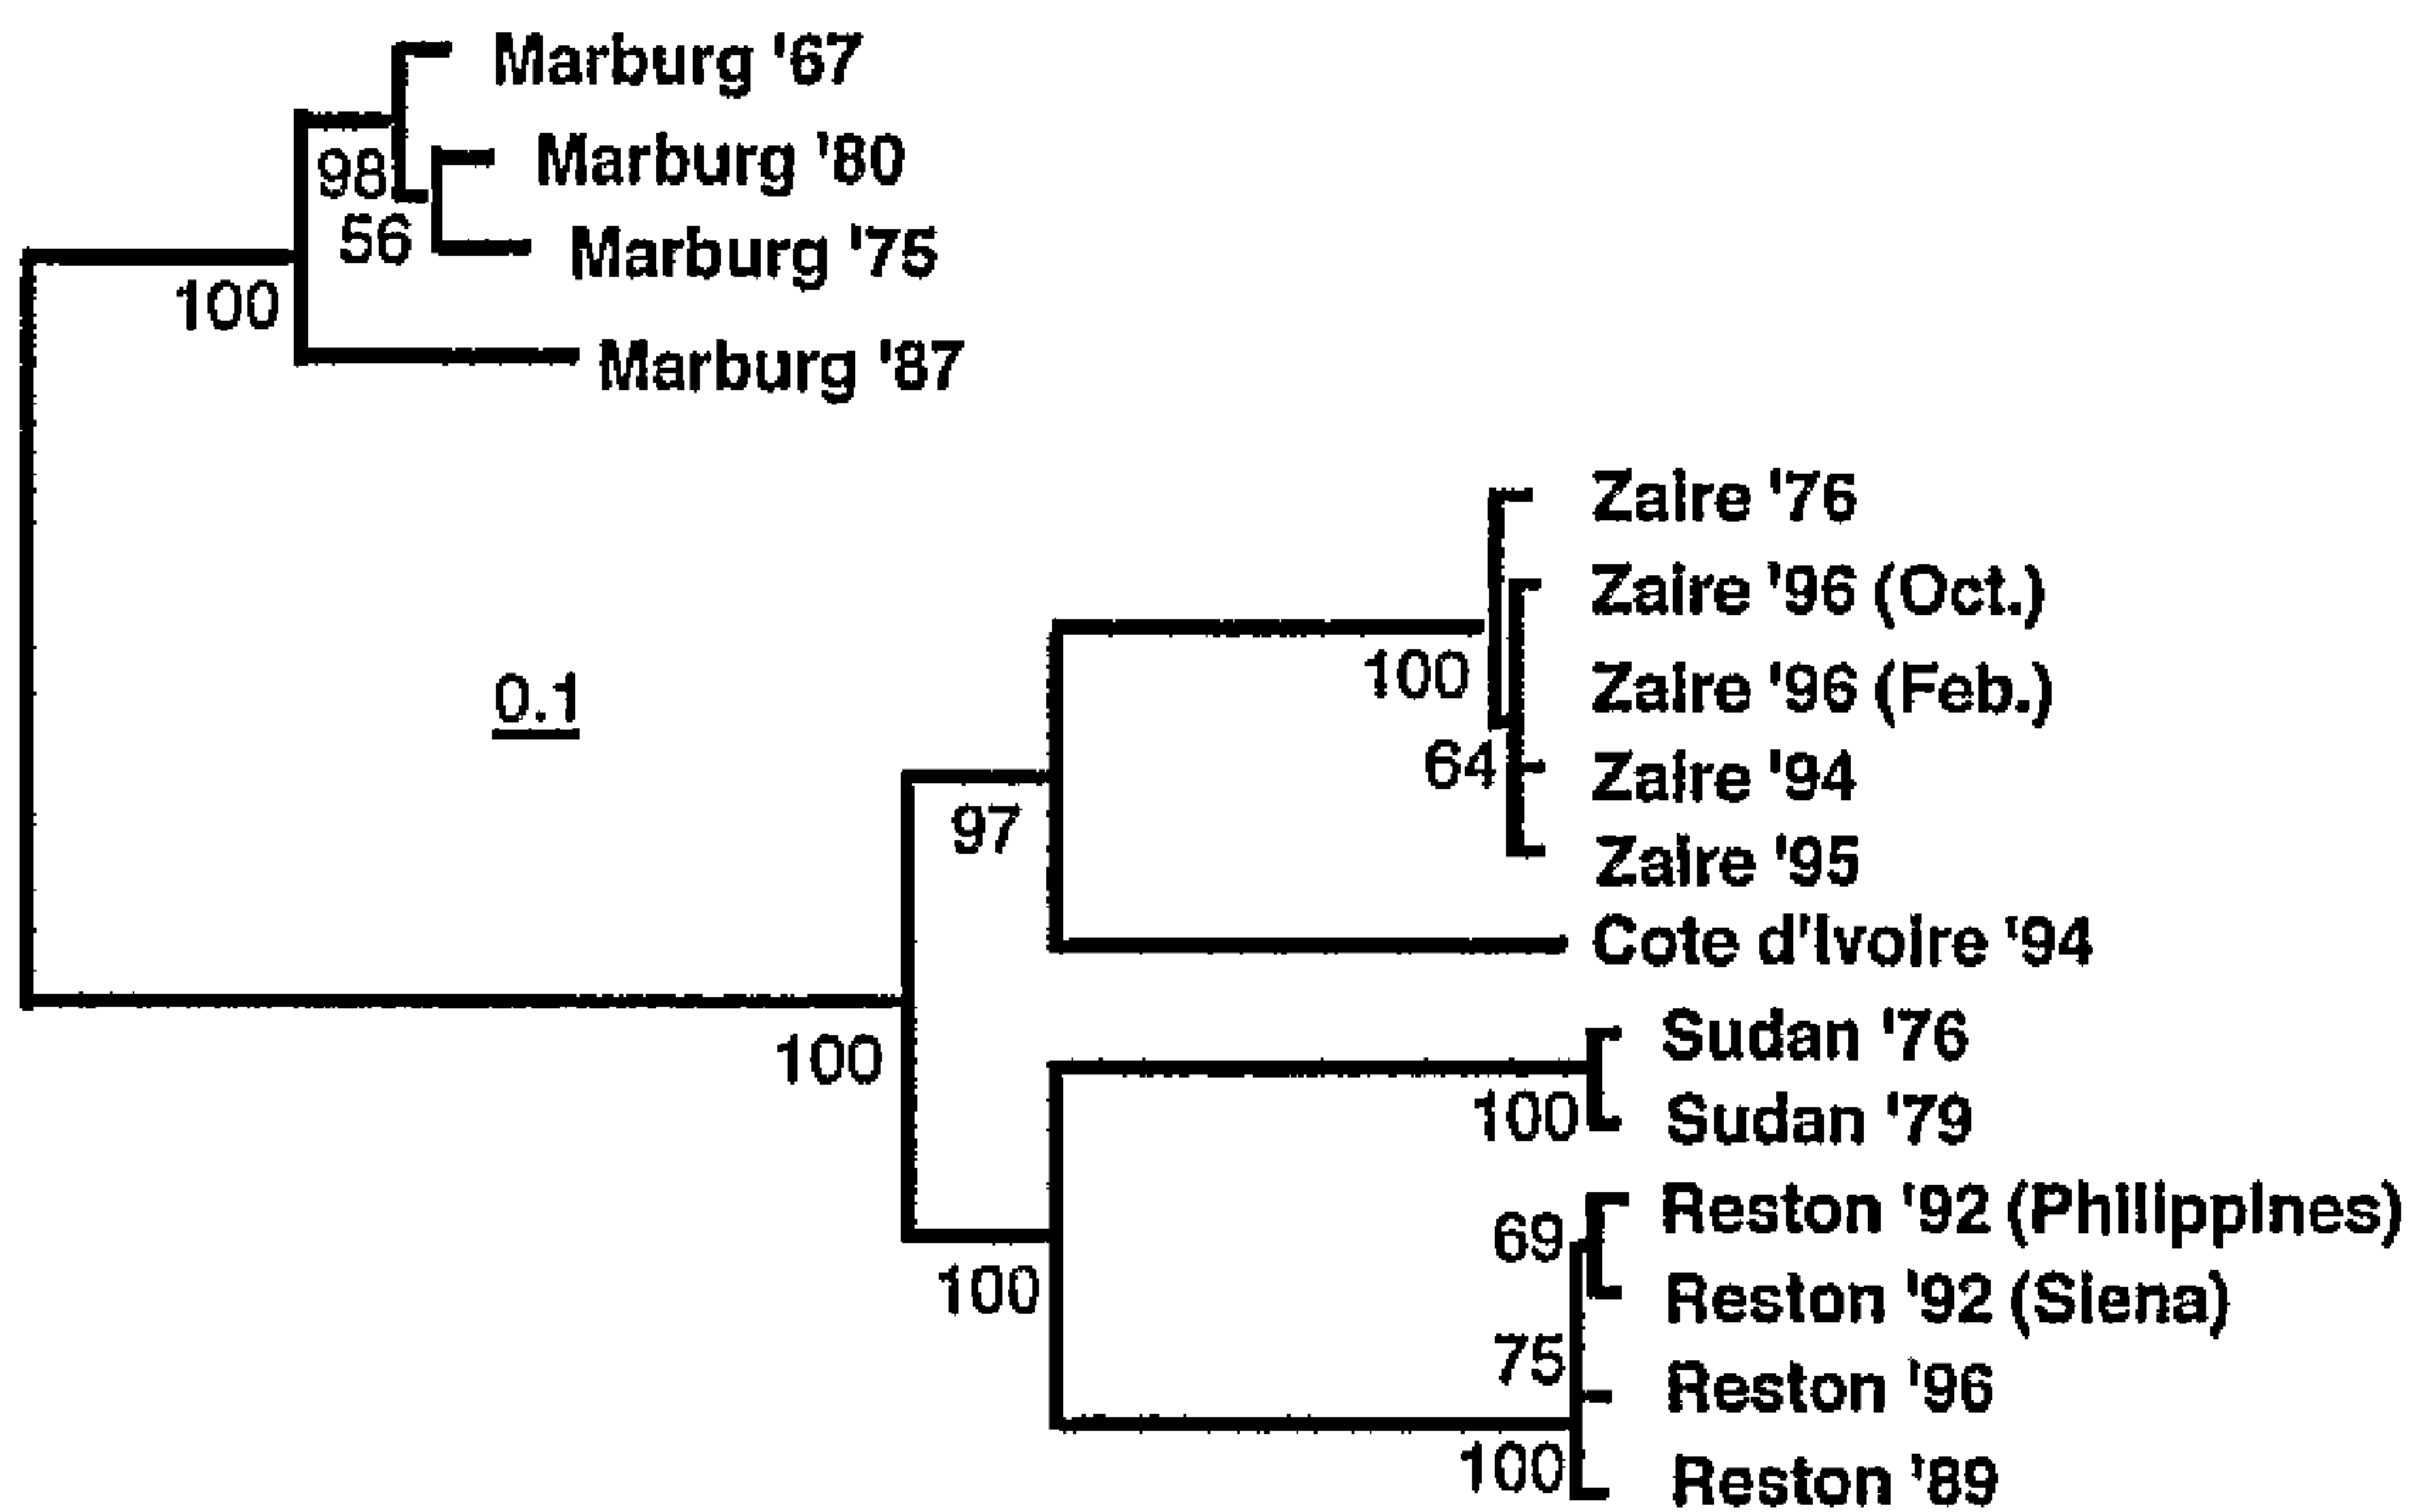 Marburg '67
98
Marburg '80
56
Marburg '75
100
Marburg '87
Zaire '76
Zaire '96 (Oct.)
0.1
100
Zaire '96 (Feb.)
64
Zaire '94
97
Zaire '95
Cote d'Ivoire '94
100
Sudan '76
100
Sudan '79
69
Reston '92 (Philippines)
100
Reston '92 (Siena)
75
Reston '96
100
Reston '89